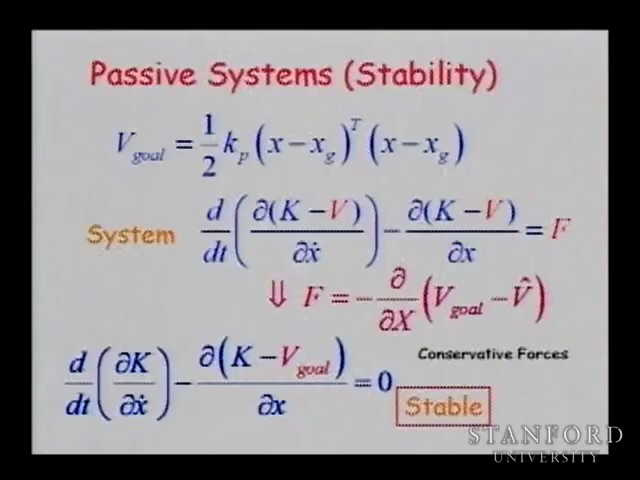 Passive Systems (Stability)
V_goal = 1/2 k_p (x − x_g)^T (x − x_g)
System d/dt (∂(K − V)/∂ẋ) − ∂(K − V)/∂x = F
⇓ F = − ∂/∂X (V_goal − V̂)
Conservative Forces
d/dt (∂K/∂ẋ) − ∂(K − V_goal)/∂x = 0
Stable
STANFORD
UNIVERSITY